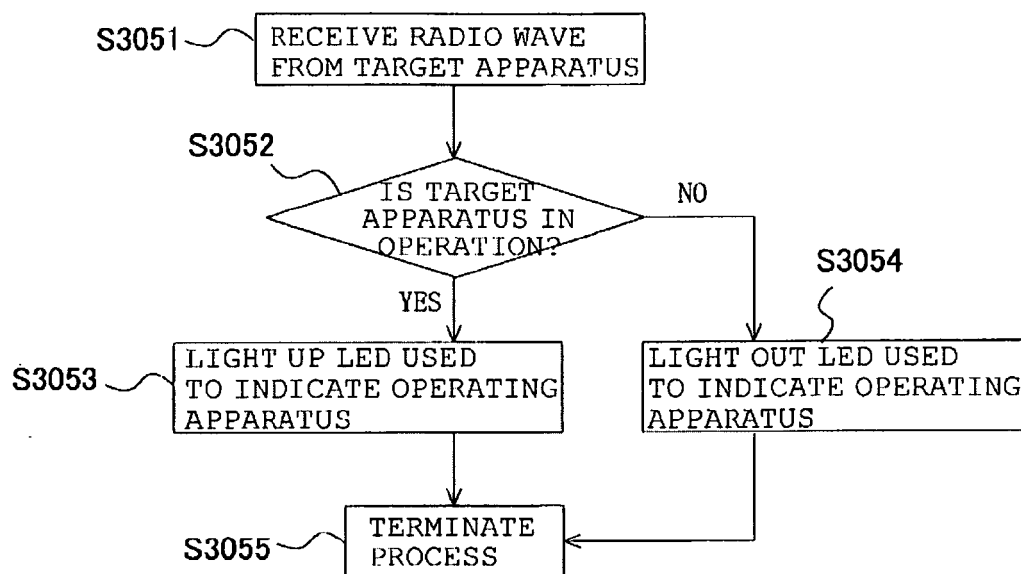 S3051
RECEIVE RADIO WAVE
FROM TARGET APPARATUS
S3052
IS TARGET
APPARATUS IN
OPERATION?
NO
YES
S3053
LIGHT UP LED USED
TO INDICATE OPERATING
APPARATUS
S3054
LIGHT OUT LED USED
TO INDICATE OPERATING
APPARATUS
S3055
TERMINATE
PROCESS